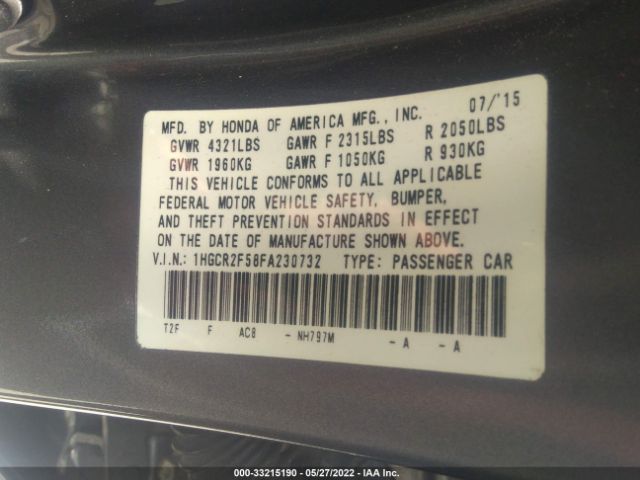 MFD. BY HONDA OF AMERICA MFG., INC. 07/'15
GVWR 4321LBS GAWR F 2315LBS R 2050LBS
GVWR 1960KG GAWR F 1050KG R 930KG
THIS VEHICLE CONFORMS TO ALL APPLICABLE
FEDERAL MOTOR VEHICLE SAFETY, BUMPER,
AND THEFT PREVENTION STANDARDS IN EFFECT
ON THE DATE OF MANUFACTURE SHOWN ABOVE.
V.I.N.: 1HGCR2F56FA230732 TYPE: PASSENGER CAR
T2F F AC8 - NH797M - A - A
000-33215190 - 05/27/2022 - IAA Inc.